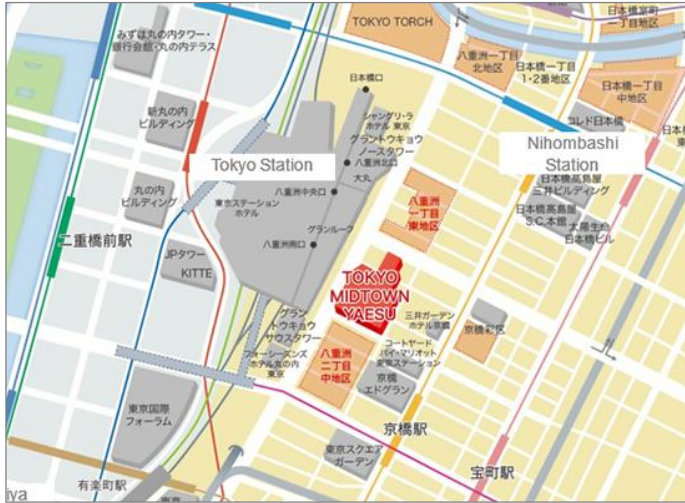 TOKYO TORCH
日本橋室町
一丁目地区
みずほ丸の内タワー・
銀行会館・丸の内テラス
八重洲一丁目
北地区
日本橋一丁目
1・2番地区
日本橋一丁目
中地区
日本橋口
新丸の内
ビルディング
シャングリ・ラ
ホテル 東京
グラントウキョウ
ノースタワー
コレド日本橋
Nihombashi
Station
Tokyo Station
八重洲北口
大丸
丸の内
ビルディング
八重洲中央口
東京ステーション
ホテル
八重洲
一丁目
東地区
日本橋髙島屋
三井ビルディング
日本橋髙島屋
S.C.本館
太陽生命
日本橋ビル
グランルーフ
二重橋前駅
八重洲南口
JPタワー
KITTE
TOKYO
MIDTOWN
YAESU
グラン
トウキョウ
サウスタワー
三井ガーデン
ホテル京橋
京橋彩区
フォーシーズンズ
ホテル丸の内
東京
八重洲
二丁目
中地区
コートヤード
バイ・マリオット
東京ステーション
京橋
エドグラン
東京国際
フォーラム
京橋駅
東京スクエア
ガーデン
宝町駅
有楽町駅
iya